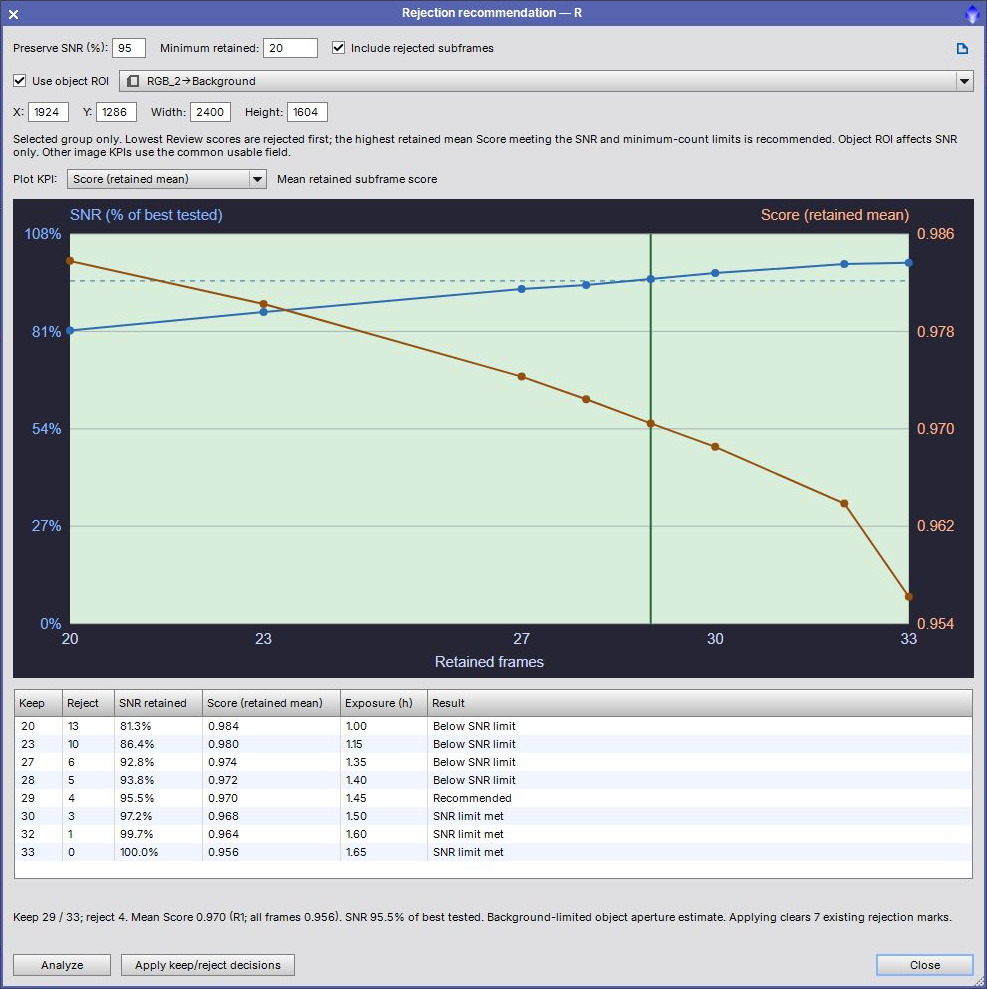 Rejection recommendation — R
Preserve SNR (%): 95 Minimum retained: 20 Include rejected subframes
Use object ROI RGB_2→Background
X: 1924 Y: 1286 Width: 2400 Height: 1604
Selected group only. Lowest Review scores are rejected first; the highest retained mean Score meeting the SNR and minimum-count limits is recommended. Object ROI affects SNR
only. Other image KPIs use the common usable field.
Plot KPI: Score (retained mean) Mean retained subframe score
SNR (% of best tested) Score (retained mean)
108% 0.986
81% 0.978
54% 0.970
27% 0.962
0% 0.954
20 23 27 30 33
Retained frames
Keep Reject SNR retained Score (retained mean) Exposure (h) Result
20 13 81.3% 0.984 1.00 Below SNR limit
23 10 86.4% 0.980 1.15 Below SNR limit
27 6 92.8% 0.974 1.35 Below SNR limit
28 5 93.8% 0.972 1.40 Below SNR limit
29 4 95.5% 0.970 1.45 Recommended
30 3 97.2% 0.968 1.50 SNR limit met
32 1 99.7% 0.964 1.60 SNR limit met
33 0 100.0% 0.956 1.65 SNR limit met
Keep 29 / 33; reject 4. Mean Score 0.970 (R1; all frames 0.956). SNR 95.5% of best tested. Background-limited object aperture estimate. Applying clears 7 existing rejection marks.
Analyze Apply keep/reject decisions Close